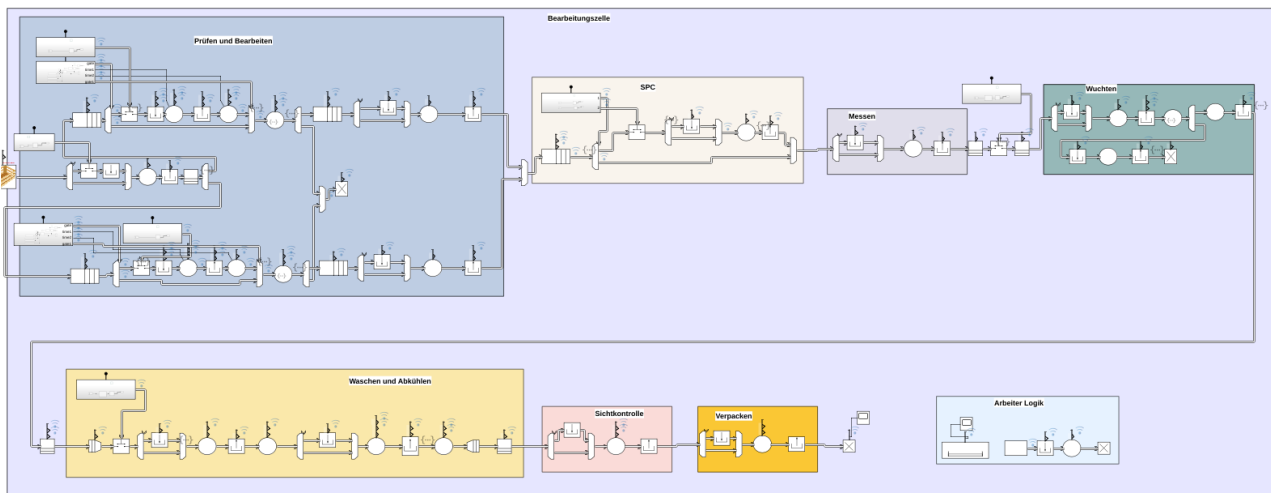 Bearbeitungszelle
Prüfen und Bearbeiten
SPC
Messen
Wuchten
Waschen und Abkühlen
Sichtkontrolle
Verpacken
Arbeiter Logik